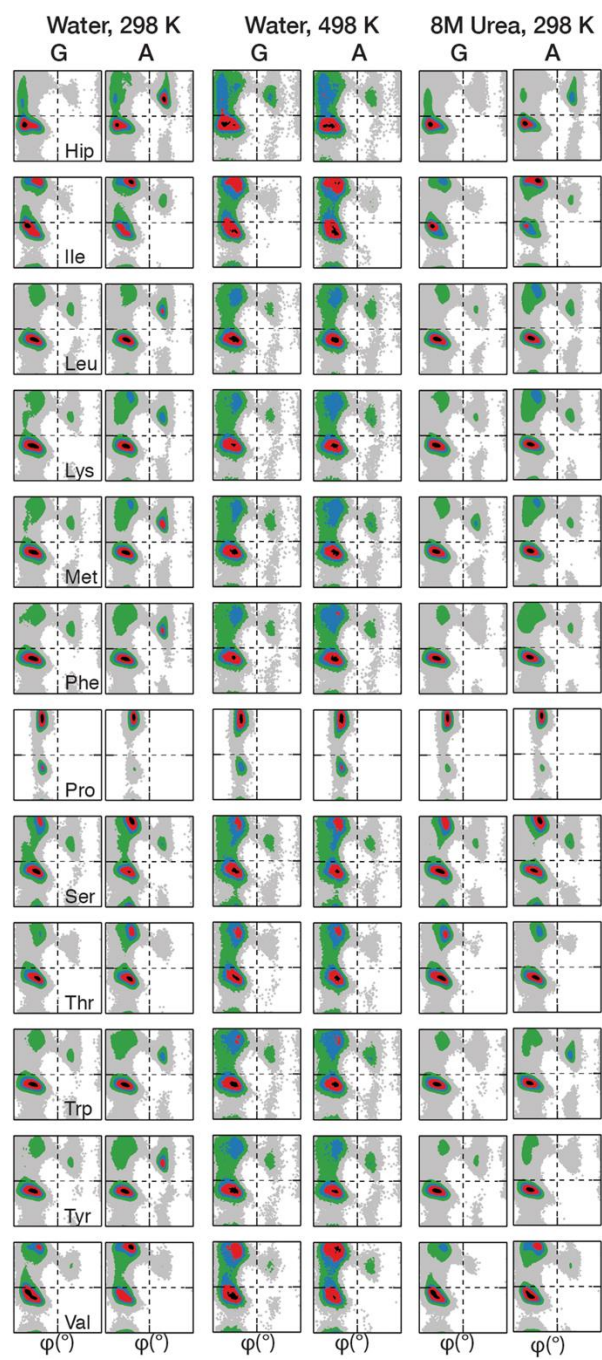 Water, 298 K Water, 498 K 8M Urea, 298 K
G A G A G A
Hip
Ile
Leu
Lys
Met
Phe
Pro
Ser
Thr
Trp
Tyr
Val
φ(°) φ(°) φ(°) φ(°) φ(°) φ(°)